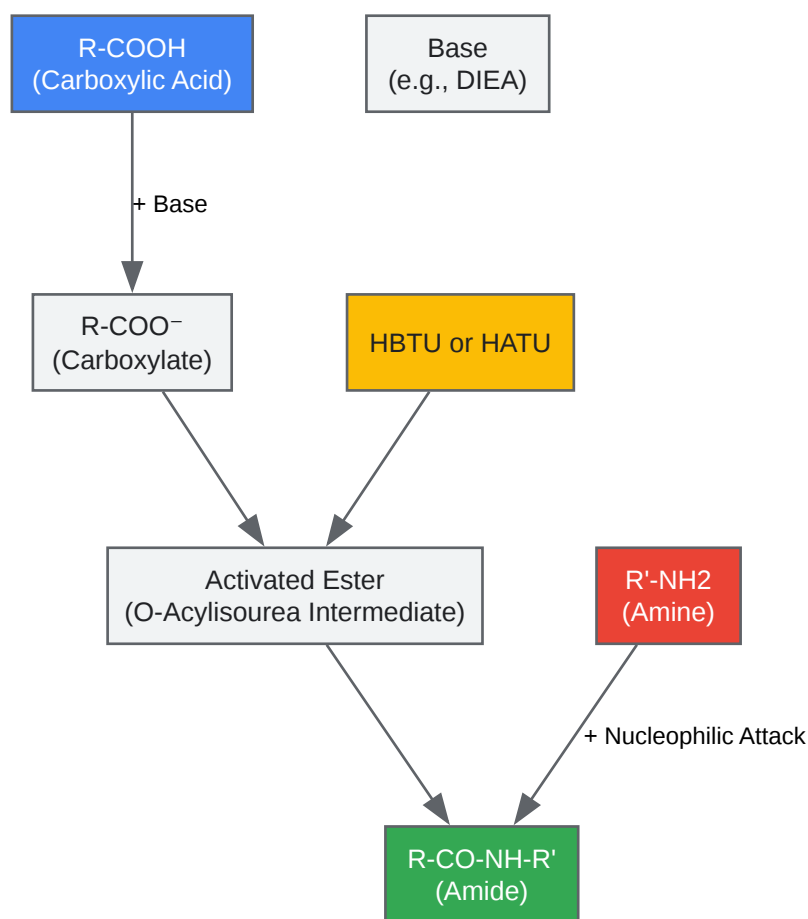 R-COOH
(Carboxylic Acid)
Base
(e.g., DIEA)
+ Base
R-COO⁻
(Carboxylate)
HBTU or HATU
Activated Ester
(O-Acylisourea Intermediate)
R'-NH2
(Amine)
+ Nucleophilic Attack
R-CO-NH-R'
(Amide)